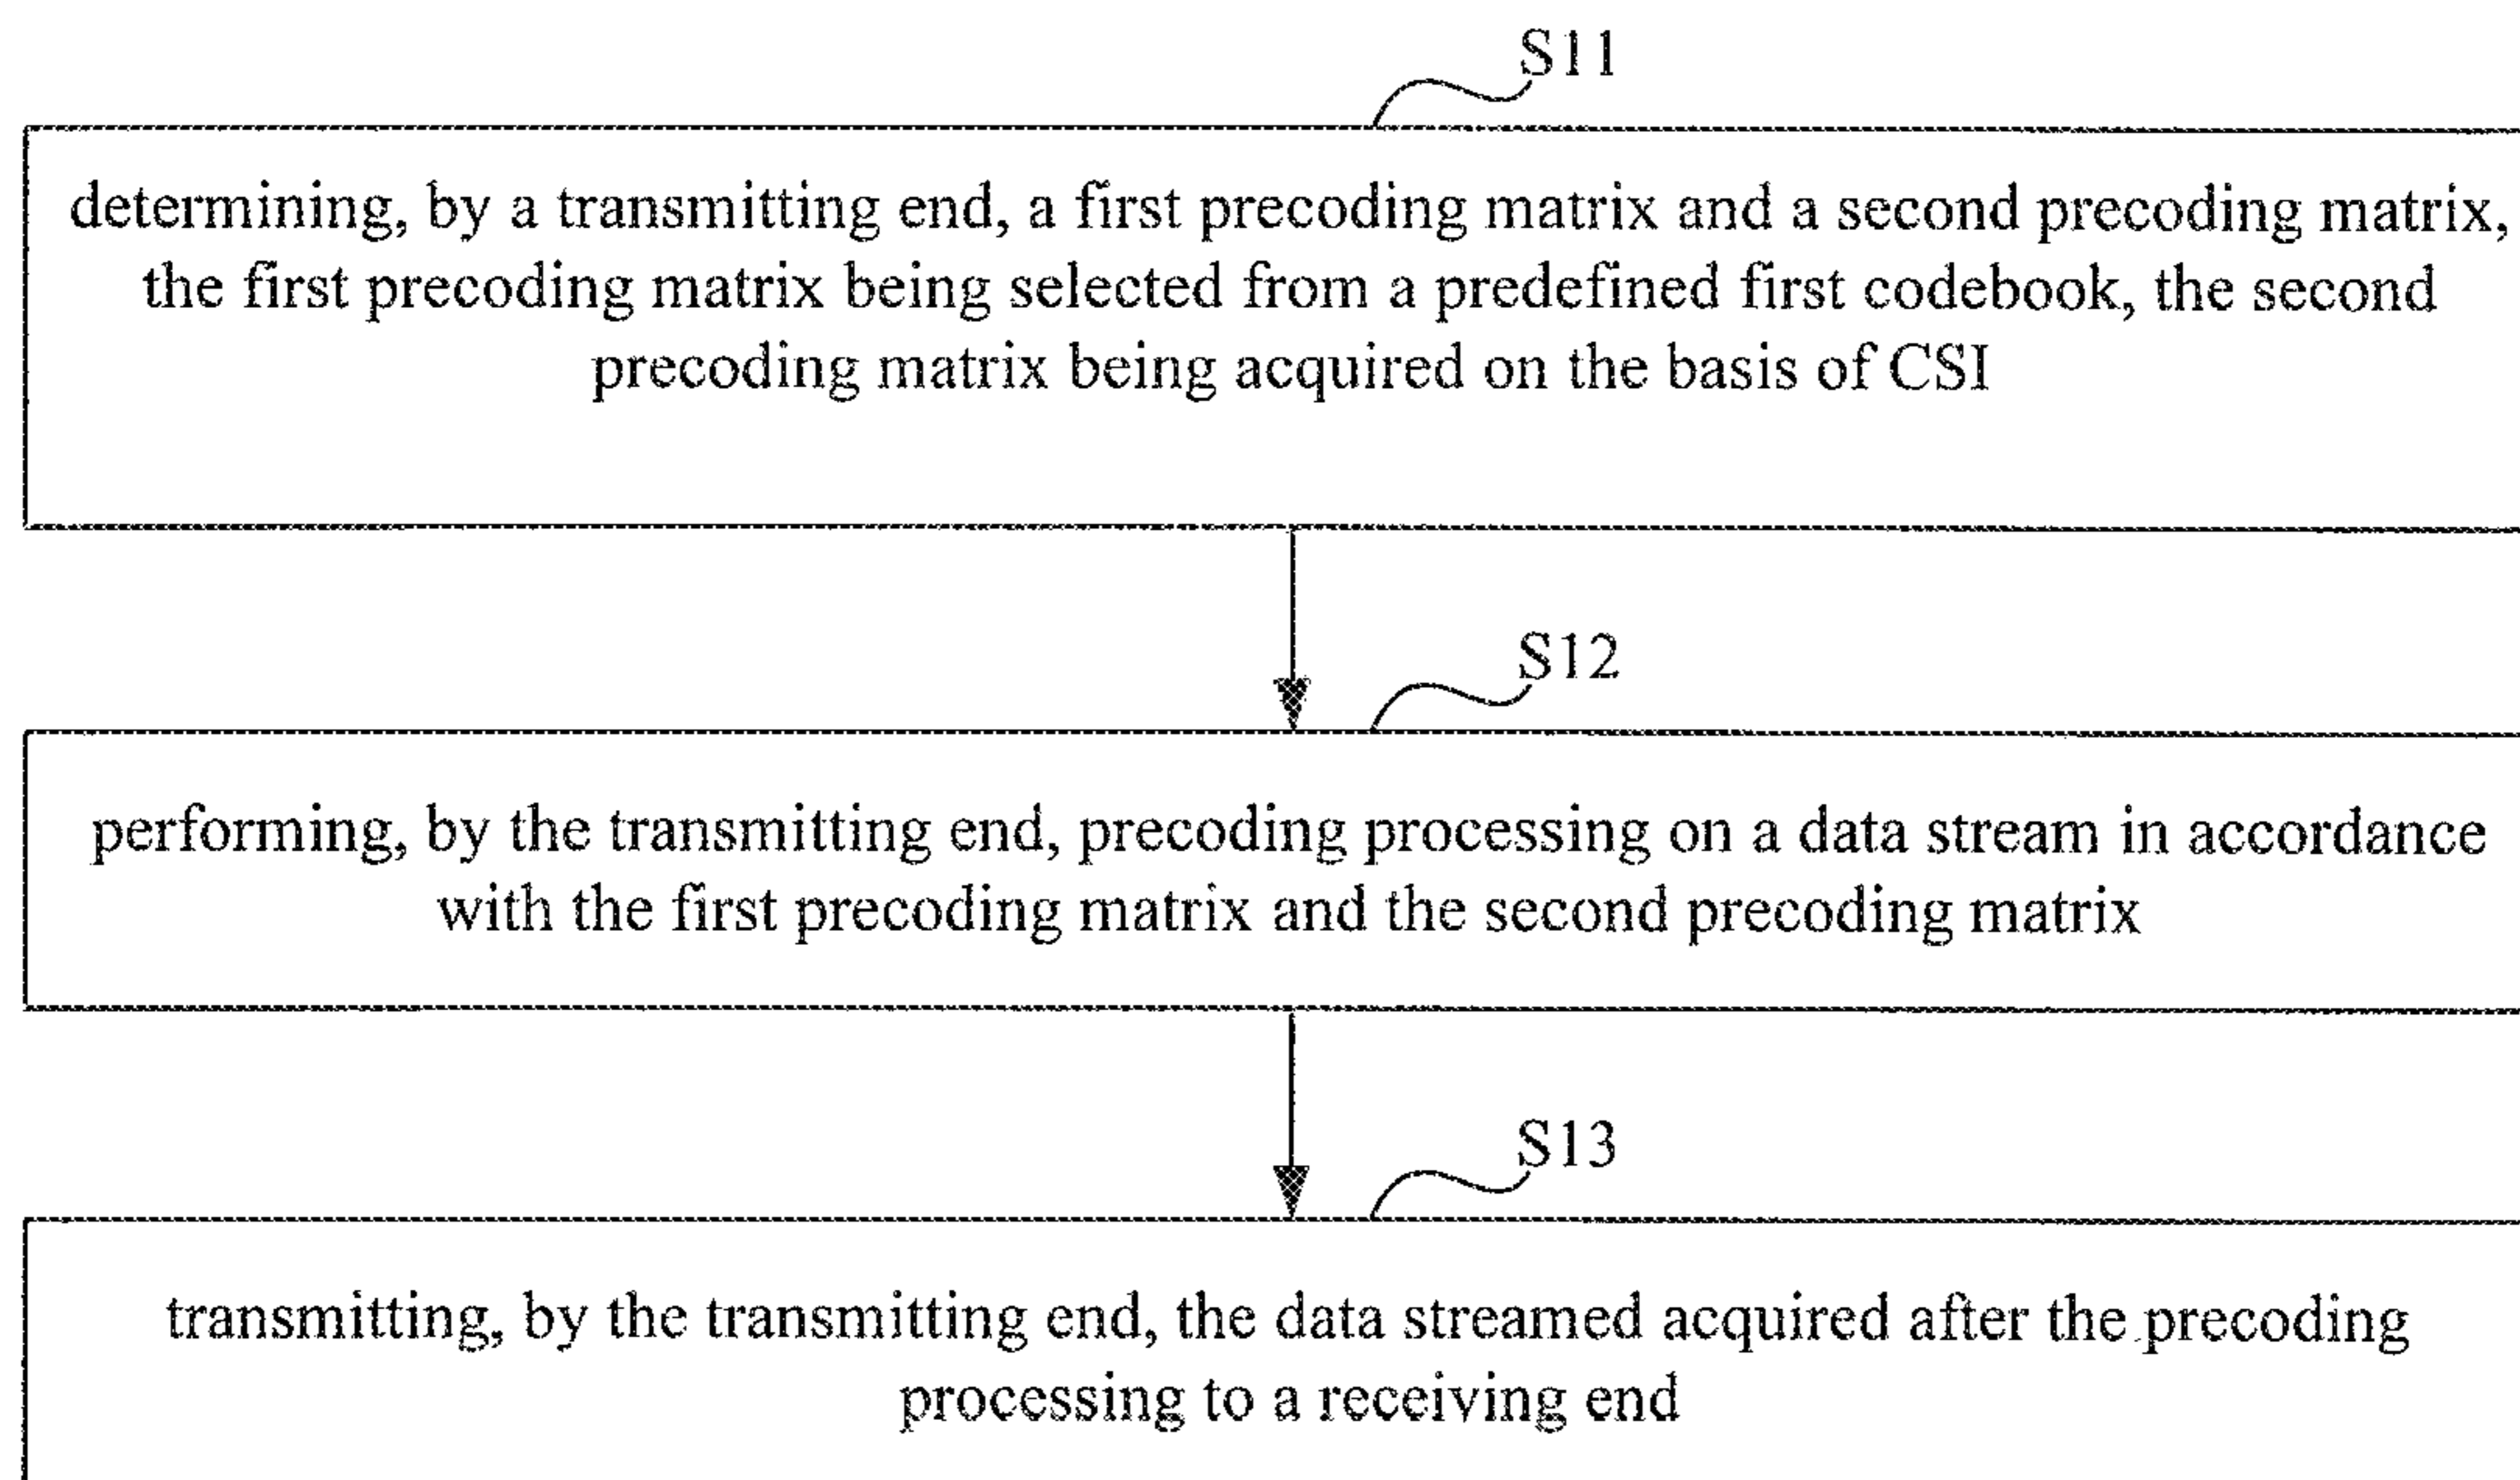 S11
determining, by a transmitting end, a first precoding matrix and a second precoding matrix,
the first precoding matrix being selected from a predefined first codebook, the second
precoding matrix being acquired on the basis of CSI
S12
performing, by the transmitting end, precoding processing on a data stream in accordance
with the first precoding matrix and the second precoding matrix
S13
transmitting, by the transmitting end, the data streamed acquired after the precoding
processing to a receiving end